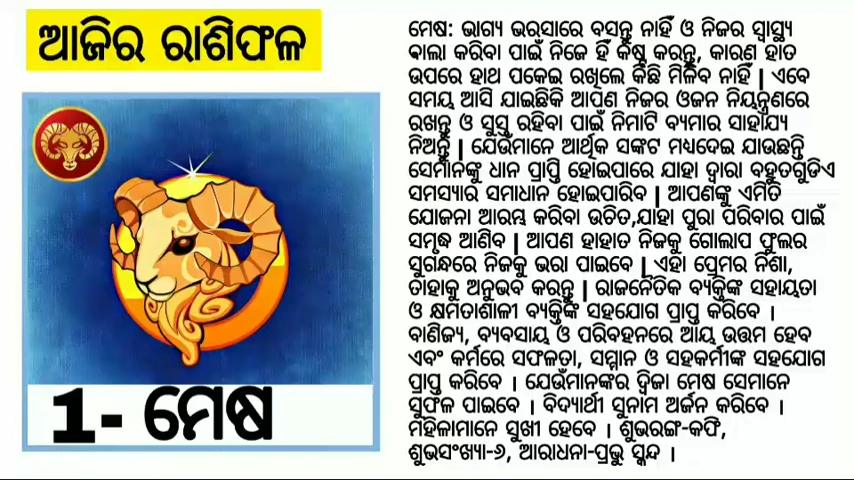 ଆଜିର ରାଶିଫଳ
1- ମେଷ
ମେଷ: ଭାଗ୍ୟ ଭରସାରେ ବସନ୍ତୁ ନାହିଁ ଓ ନିଜର ସ୍ୱାସ୍ଥ୍ୟ
ବାଲା କରିବା ପାଇଁ ନିଜେ ହିଁ କଷ୍ଟ କରନ୍ତୁ, କାରଣ ହାତ
ଉପରେ ହାଥ ପକେଇ ରଖିଲେ କିଛି ମିଳିବ ନାହିଁ | ଏବେ
ସମୟ ଆସି ଯାଇଛିକି ଆପଣ ନିଜର ଓଜନ ନିୟନ୍ତ୍ରଣରେ
ରଖନ୍ତୁ ଓ ସୁସ୍ତ ରହିବା ପାଇଁ ନିମାଟି ବ୍ୟମାର ସାହାଯ୍ୟ
ନିଅନ୍ତୁ | ଯେଉଁମାନେ ଆର୍ଥିକ ସଙ୍କଟ ମଧ୍ୟଦେଇ ଯାଉଛନ୍ତି
ସେମାନଙ୍କୁ ଧାନ ପ୍ରାପ୍ତି ହୋଇପାରେ ଯାହା ଦ୍ୱାରା ବହୁତଗୁଡିଏ
ସମସ୍ୟାର ସମାଧାନ ହୋଇପାରିବ | ଆପଣଙ୍କୁ ଏମିତି
ଯୋଜନା ଆରମ୍ଭ କରିବା ଉଚିତ,ଯାହା ପୁରା ପରିବାର ପାଇଁ
ସମୃଦ୍ଧି ଆଣିବ | ଆପଣ ହାହାତ ନିଜକୁ ଗୋଲାପ ଫୁଲର
ସୁଗନ୍ଧରେ ନିଜକୁ ଭରା ପାଇବେ | ଏହା ପ୍ରେମର ନିଶା,
ତାହାକୁ ଅନୁଭବ କରନ୍ତୁ | ରାଜନୈତିକ ବ୍ୟକ୍ତିଙ୍କ ସହାୟତା
ଓ କ୍ଷମତାଶାଳୀ ବ୍ୟକ୍ତିଙ୍କ ସହଯୋଗ ପ୍ରାପ୍ତ କରିବେ ।
ବାଣିଜ୍ୟ, ବ୍ୟବସାୟ ଓ ପରିବହନରେ ଆୟ ଉତ୍ତମ ହେବ
ଏବଂ କର୍ମରେ ସଫଳତା, ସମ୍ମାନ ଓ ସହକର୍ମୀଙ୍କ ସହଯୋଗ
ପ୍ରାପ୍ତ କରିବେ । ଯେଉଁମାନଙ୍କର ଦ୍ୱିଜା ମେଷ ସେମାନେ
ସୁଫଳ ପାଇବେ । ବିଦ୍ୟାର୍ଥୀ ସୁନାମ ଅର୍ଜନ କରିବେ ।
ମହିଳାମାନେ ସୁଖୀ ହେବେ । ଶୁଭରଙ୍ଗ-କଫି,
ଶୁଭସଂଖ୍ୟା-୬, ଆରାଧନା-ପ୍ରଭୁ ସ୍କନ୍ଦ ।